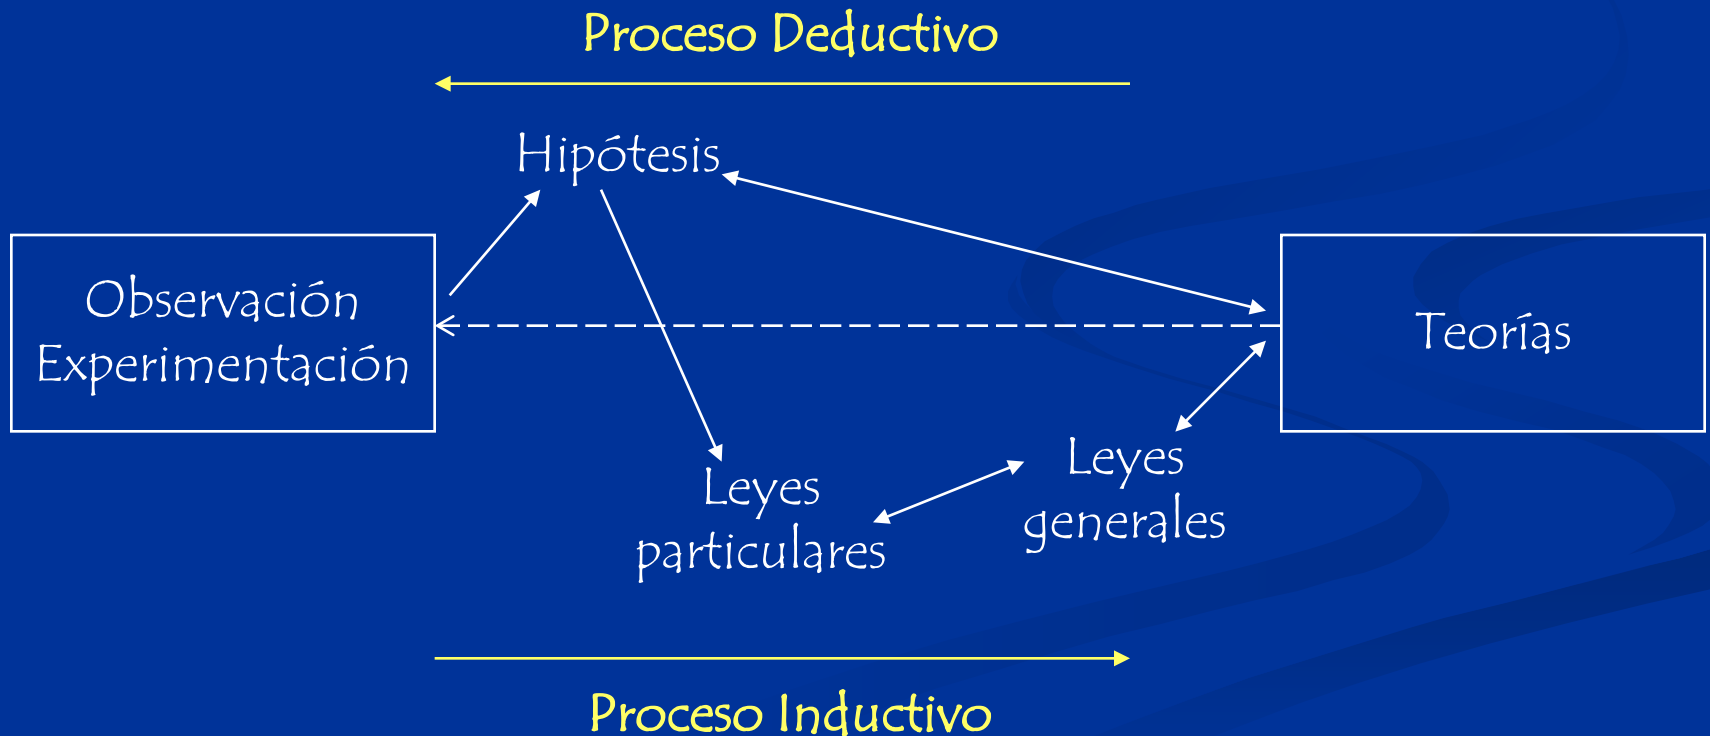 Proceso Deductivo
Hipótesis
Observación
Experimentación
Teorías
Leyes
particulares
Leyes
generales
Proceso Inductivo